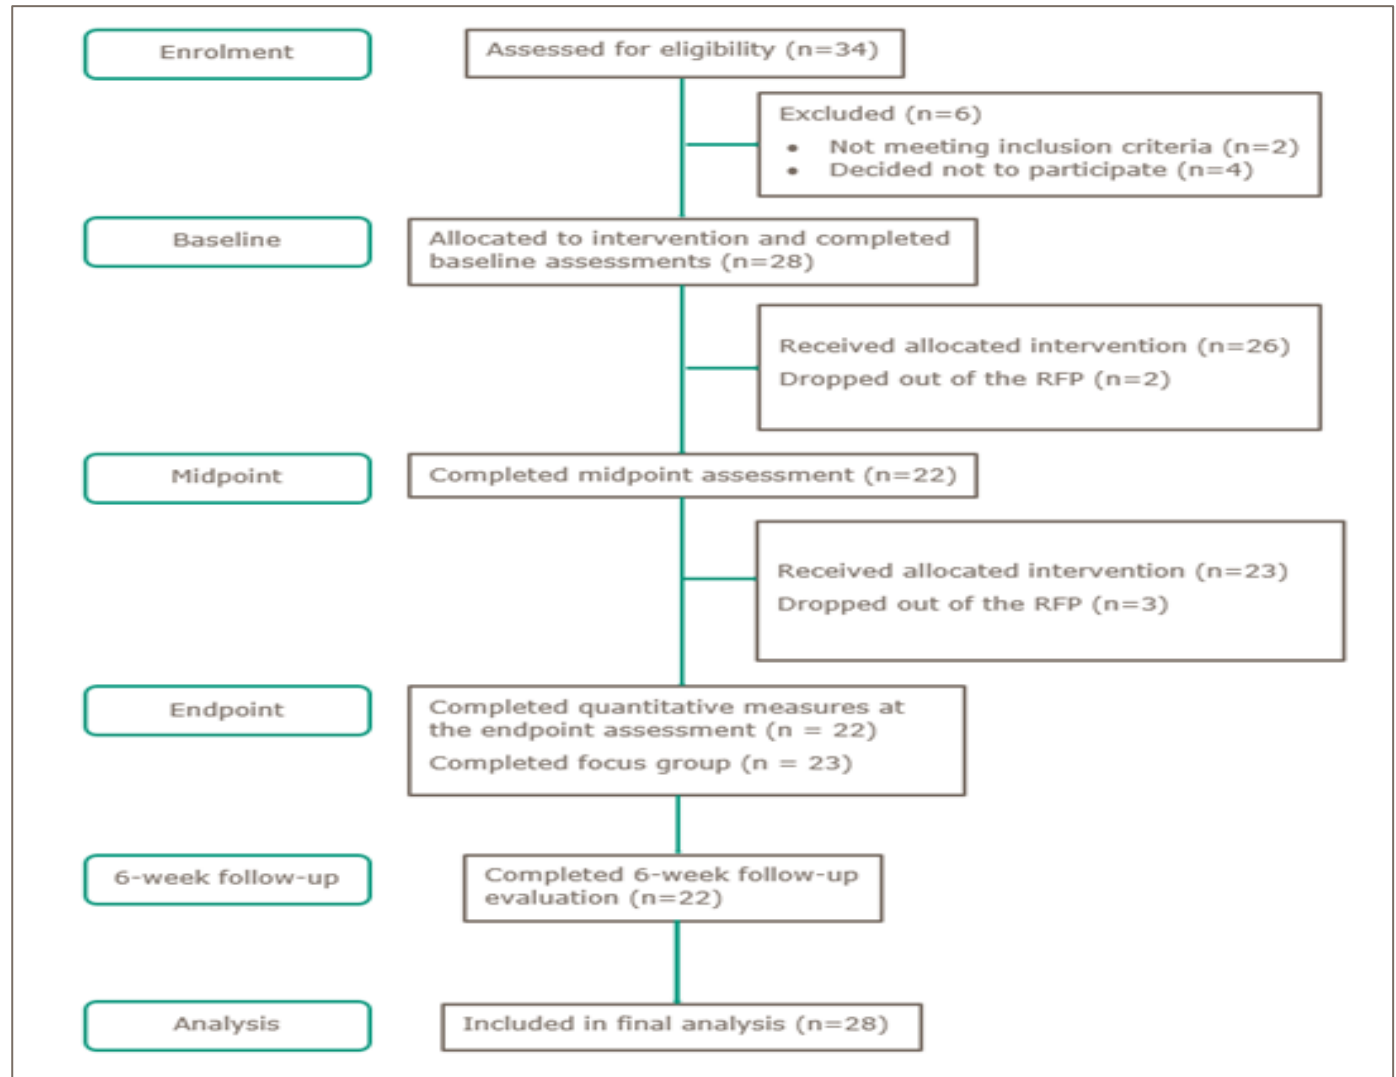 Enrolment
Assessed for eligibility (n=34)
Excluded (n=6)
• Not meeting inclusion criteria (n=2)
• Decided not to participate (n=4)
Baseline
Allocated to intervention and completed
baseline assessments (n=28)
Received allocated intervention (n=26)
Dropped out of the RFP (n=2)
Midpoint
Completed midpoint assessment (n=22)
Received allocated intervention (n=23)
Dropped out of the RFP (n=3)
Endpoint
Completed quantitative measures at
the endpoint assessment (n = 22)
Completed focus group (n = 23)
6-week follow-up
Completed 6-week follow-up
evaluation (n=22)
Analysis
Included in final analysis (n=28)